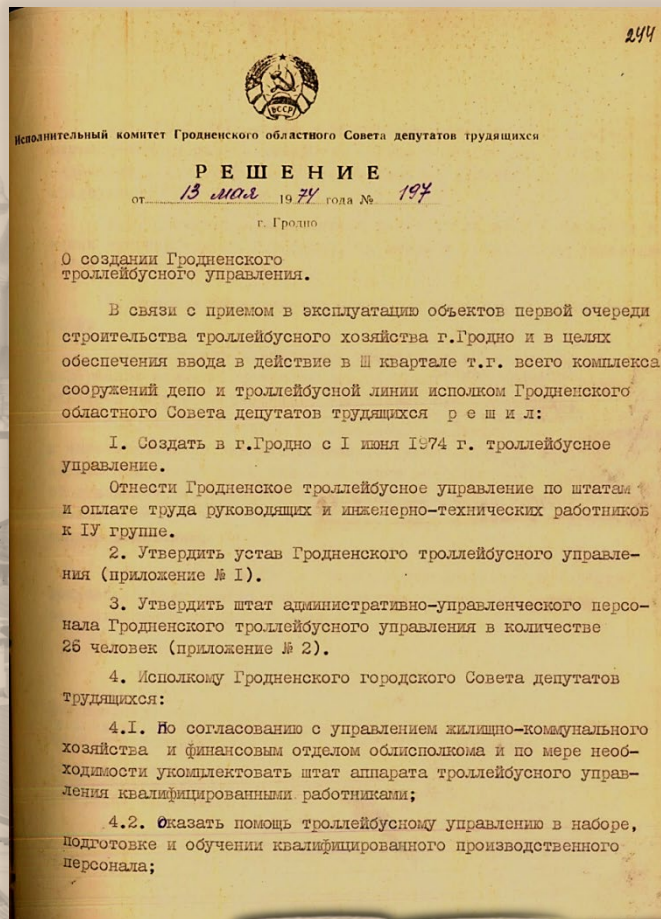 244
БССР
Исполнительный комитет Гродненского областного Совета депутатов трудящихся
РЕШЕНИЕ
от 13 мая 1974 года № 197
г. Гродно
О создании Гродненского
троллейбусного управления.
В связи с приемом в эксплуатацию объектов первой очереди
строительства троллейбусного хозяйства г.Гродно и в целях
обеспечения ввода в действие в Ш квартале т.г. всего комплекса
сооружений депо и троллейбусной линии исполком Гродненского
областного Совета депутатов трудящихся р е ш и л:
I. Создать в г.Гродно с I июня 1974 г. троллейбусное
управление.
Отнести Гродненское троллейбусное управление по штатам
и оплате труда руководящих и инженерно-технических работников
к IУ группе.
2. Утвердить устав Гродненского троллейбусного управле-
ния (приложение № I).
3. Утвердить штат административно-управленческого персо-
нала Гродненского троллейбусного управления в количестве
26 человек (приложение № 2).
4. Исполкому Гродненского городского Совета депутатов
трудящихся:
4.I. По согласованию с управлением жилищно-коммунального
хозяйства и финансовым отделом облисполкома и по мере необ-
ходимости укомплектовать штат аппарата троллейбусного управ-
ления квалифицированными работниками;
4.2. Оказать помощь троллейбусному управлению в наборе,
подготовке и обучении квалифицированного производственного
персонала;